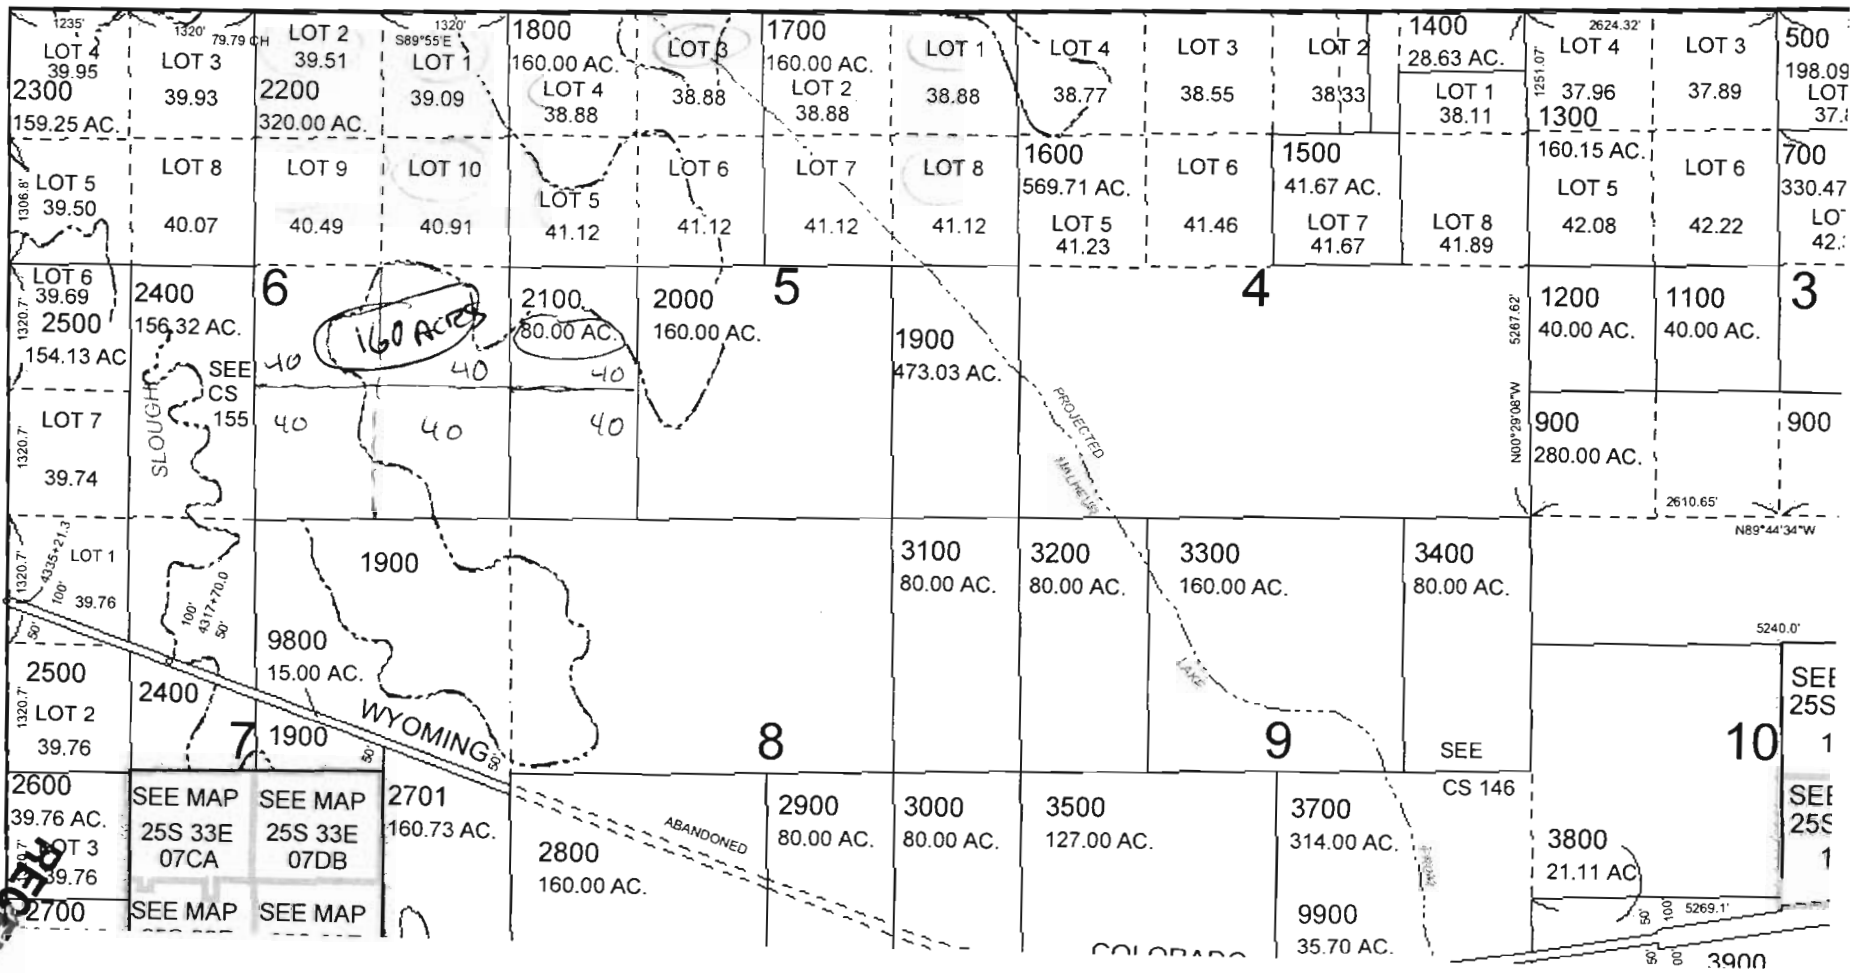 1235'
1320'
79.79 CH
LOT 2
39.51
S89°55'E
1320'
LOT 1
39.09
LOT 4
39.95
2300
159.25 AC.
LOT 3
39.93
2200
320.00 AC.
1800
160.00 AC.
LOT 4
38.88
LOT 3
38.88
1700
160.00 AC.
LOT 2
38.88
LOT 1
38.88
LOT 4
38.77
LOT 3
38.55
LOT 2
38.33
1400
28.63 AC.
LOT 1
38.11
1251.07'
2624.32'
LOT 4
37.96
1300
160.15 AC.
LOT 3
37.89
500
198.09
LOT
37.
1306.8'
LOT 5
39.50
LOT 8
40.07
LOT 9
40.49
LOT 10
40.91
LOT 5
41.12
LOT 6
41.12
LOT 7
41.12
LOT 8
41.12
1600
569.71 AC.
LOT 5
41.23
LOT 6
41.46
1500
41.67 AC.
LOT 7
41.67
LOT 8
41.89
LOT 5
42.08
LOT 6
42.22
700
330.47
LO
42.
LOT 6
39.69
2500
154.13 AC
1320.7'
2400
156.32 AC.
6
160 ACRES
2100
80.00 AC.
2000
160.00 AC.
5
1900
473.03 AC.
4
5267.62'
1200
40.00 AC.
1100
40.00 AC.
3
SEE
CS
155
SLOUGH
40
40
40
40
40
40
LOT 7
39.74
1320.7'
PROJECTED
MALHEUR
LAKE
N00°29'08"W
900
280.00 AC.
900
2610.65'
N89°44'34"W
1320.7'
4335+21.3
100'
50'
LOT 1
39.76
100'
4317+70.0
50'
1900
3100
80.00 AC.
3200
80.00 AC.
3300
160.00 AC.
3400
80.00 AC.
9800
15.00 AC.
5240.0'
2500
1320.7'
LOT 2
39.76
2400
7
1900
50'
WYOMING
50'
8
9
SEE
CS 146
10
SEE
25S
1
2600
39.76 AC.
OT 3
39.76
2700
REC
SEE MAP
25S 33E
07CA
SEE MAP
25S 33E
07DB
SEE MAP
SEE MAP
2701
160.73 AC.
2800
160.00 AC.
ABANDONED
2900
80.00 AC.
3000
80.00 AC.
3500
127.00 AC.
3700
314.00 AC.
9900
35.70 AC.
COLORADO
3800
21.11 AC
SEE
25S
1
50'
100'
5269.1'
50'
3900